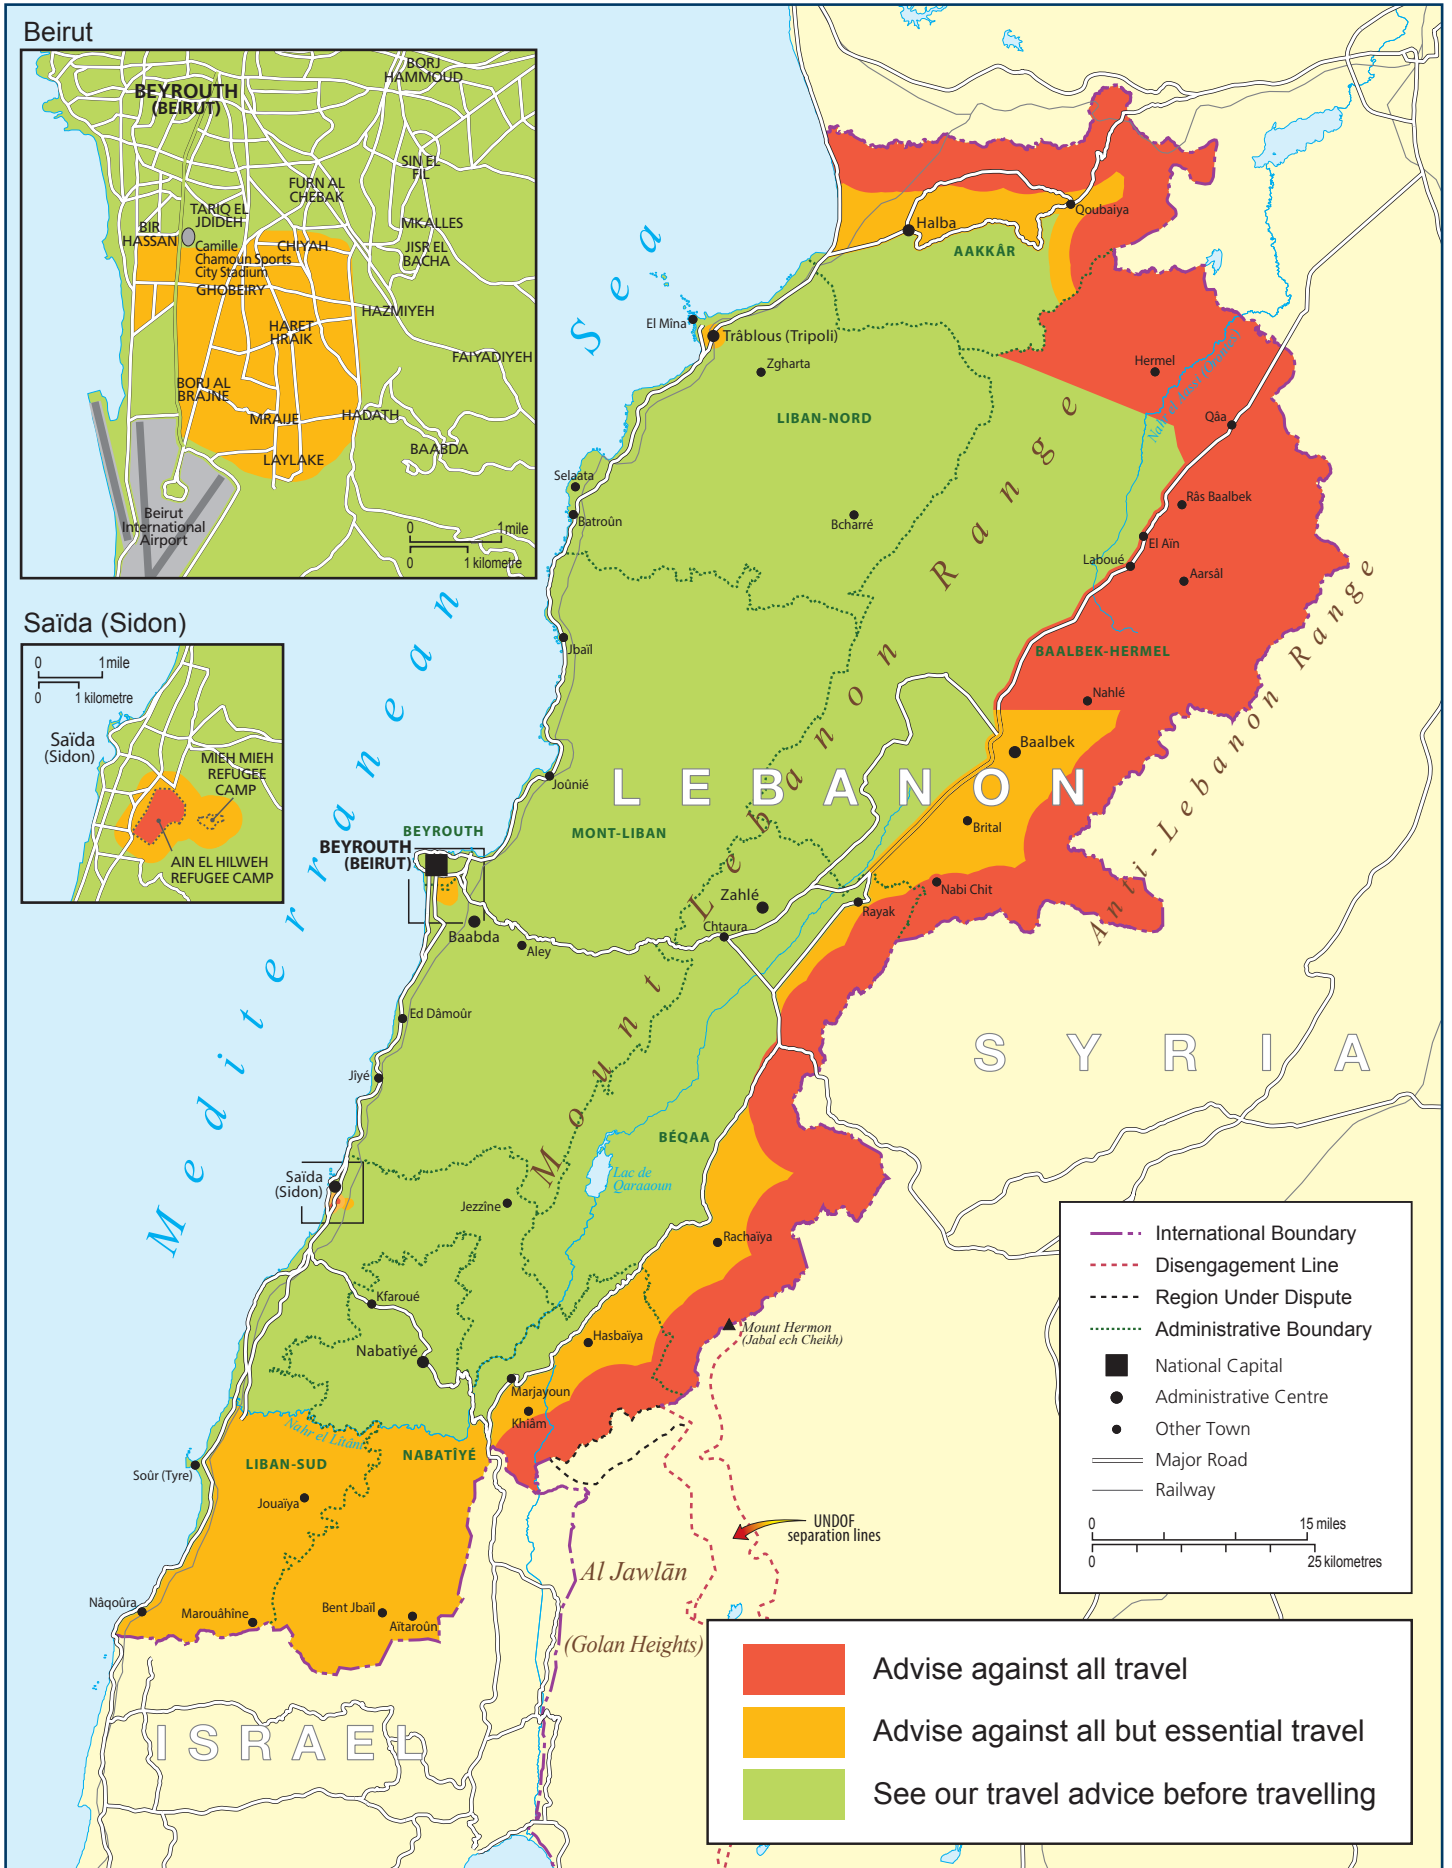 Beirut
BORJ
HAMMOUD
BEYROUTH
(BEIRUT)
SIN EL
FIL
FURN AL
CHEBAK
TARIQ EL
JDIDEH
BIR
HASSAN
MKALLES
Camille
Chamoun Sports
City Stadium
CHIYAH
JISR EL
BACHA
GHOBEIRY
HAZMIYEH
HARET
HRAIK
FAIYADIYEH
BORJ AL
BRAJNE
MRAIJE
HADATH
BAABDA
LAYLAKE
Beirut
International
Airport
0 1 mile
0 1 kilometre
Saïda (Sidon)
0 1 mile
0 1 kilometre
Saïda
(Sidon)
MIEH MIEH
REFUGEE
CAMP
AIN EL HILWEH
REFUGEE CAMP
Mediterranean Sea
Halba
Qoubaïya
AAKKÂR
El Mîna
Trâblous (Tripoli)
Zgharta
Hermel
LIBAN-NORD
Qâa
Selaata
Batroûn
Bcharré
Râs Baalbek
El Aïn
Laboué
Aarsâl
Jbaïl
BAALBEK-HERMEL
Nahlé
Baalbek
Joûnié
LEBANON
Mount Lebanon Range
Anti-Lebanon Range
BEYROUTH
BEYROUTH
(BEIRUT)
MONT-LIBAN
Brital
Nabi Chit
Zahlé
Rayak
Chtaura
Baabda
Aley
Ed Dâmoûr
SYRIA
Jîyé
BÉQAA
Lac de
Qaraaoun
Saïda
(Sidon)
Jezzîne
Rachaïya
Kfaroué
Mount Hermon
(Jabal ech Cheikh)
Hasbaïya
Nabatîyé
Marjayoun
Khiam
Nahr el Lîtânî
NABATÎYÉ
LIBAN-SUD
Soûr (Tyre)
Jouaïya
UNDOF
separation lines
Al Jawlān
(Golan Heights)
Nâqoûra
Marouâhîne
Bent Jbaïl
Aïtaroûn
ISRAEL
International Boundary
Disengagement Line
Region Under Dispute
Administrative Boundary
National Capital
Administrative Centre
Other Town
Major Road
Railway
0 15 miles
0 25 kilometres
Advise against all travel
Advise against all but essential travel
See our travel advice before travelling